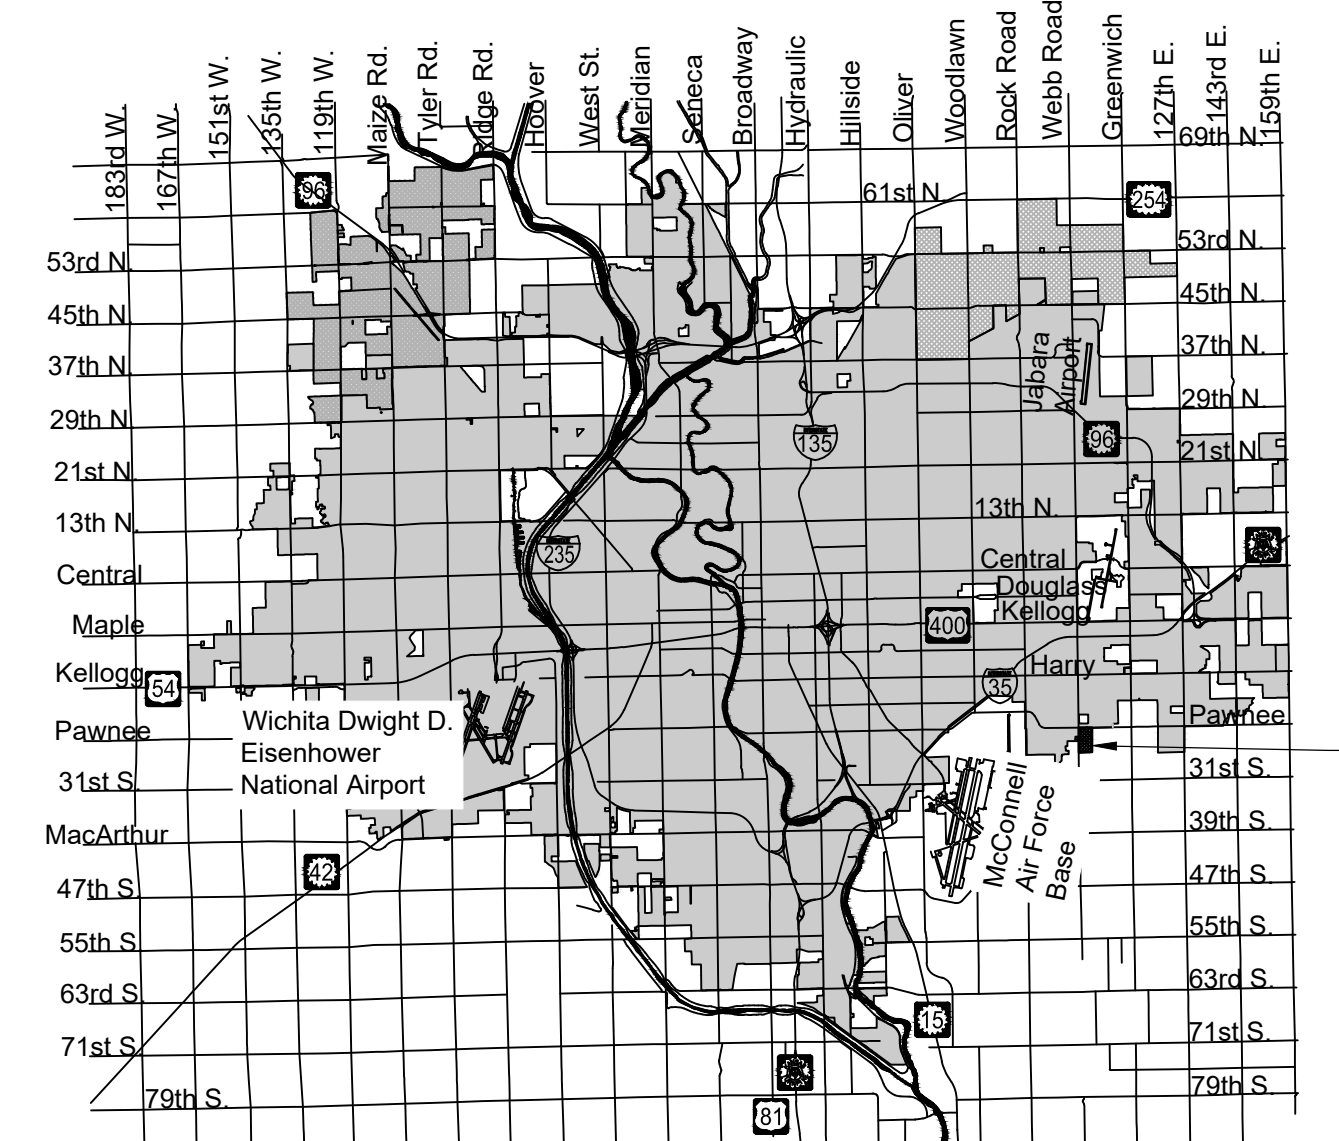 183rd W.
167th W.
151st W.
135th W.
119th W.
Maize Rd.
Tyler Rd.
Ridge Rd.
Hoover
West St.
Meridian
Seneca
Broadway
Hydraulic
Hillside
Oliver
Woodlawn
Rock Road
Webb Road
Greenwich
127th E.
143rd E.
159th E.
69th N.
96
61st N.
254
53rd N.
53rd N.
45th N.
45th N.
37th N.
37th N.
Jabara
Airport
29th N.
29th N.
135
96
21st N.
21st N.
13th N.
13th N.
235
Central
Central
Douglass
Maple
Kellogg
400
Kellogg
54
Harry
35
Pawnee
Pawnee
Wichita Dwight D.
Eisenhower
National Airport
31st S.
31st S.
MacArthur
39th S.
McConnell
Air Force
Base
42
47th S.
47th S.
55th S.
55th S.
63rd S.
63rd S.
15
71st S.
71st S.
79th S.
79th S.
81